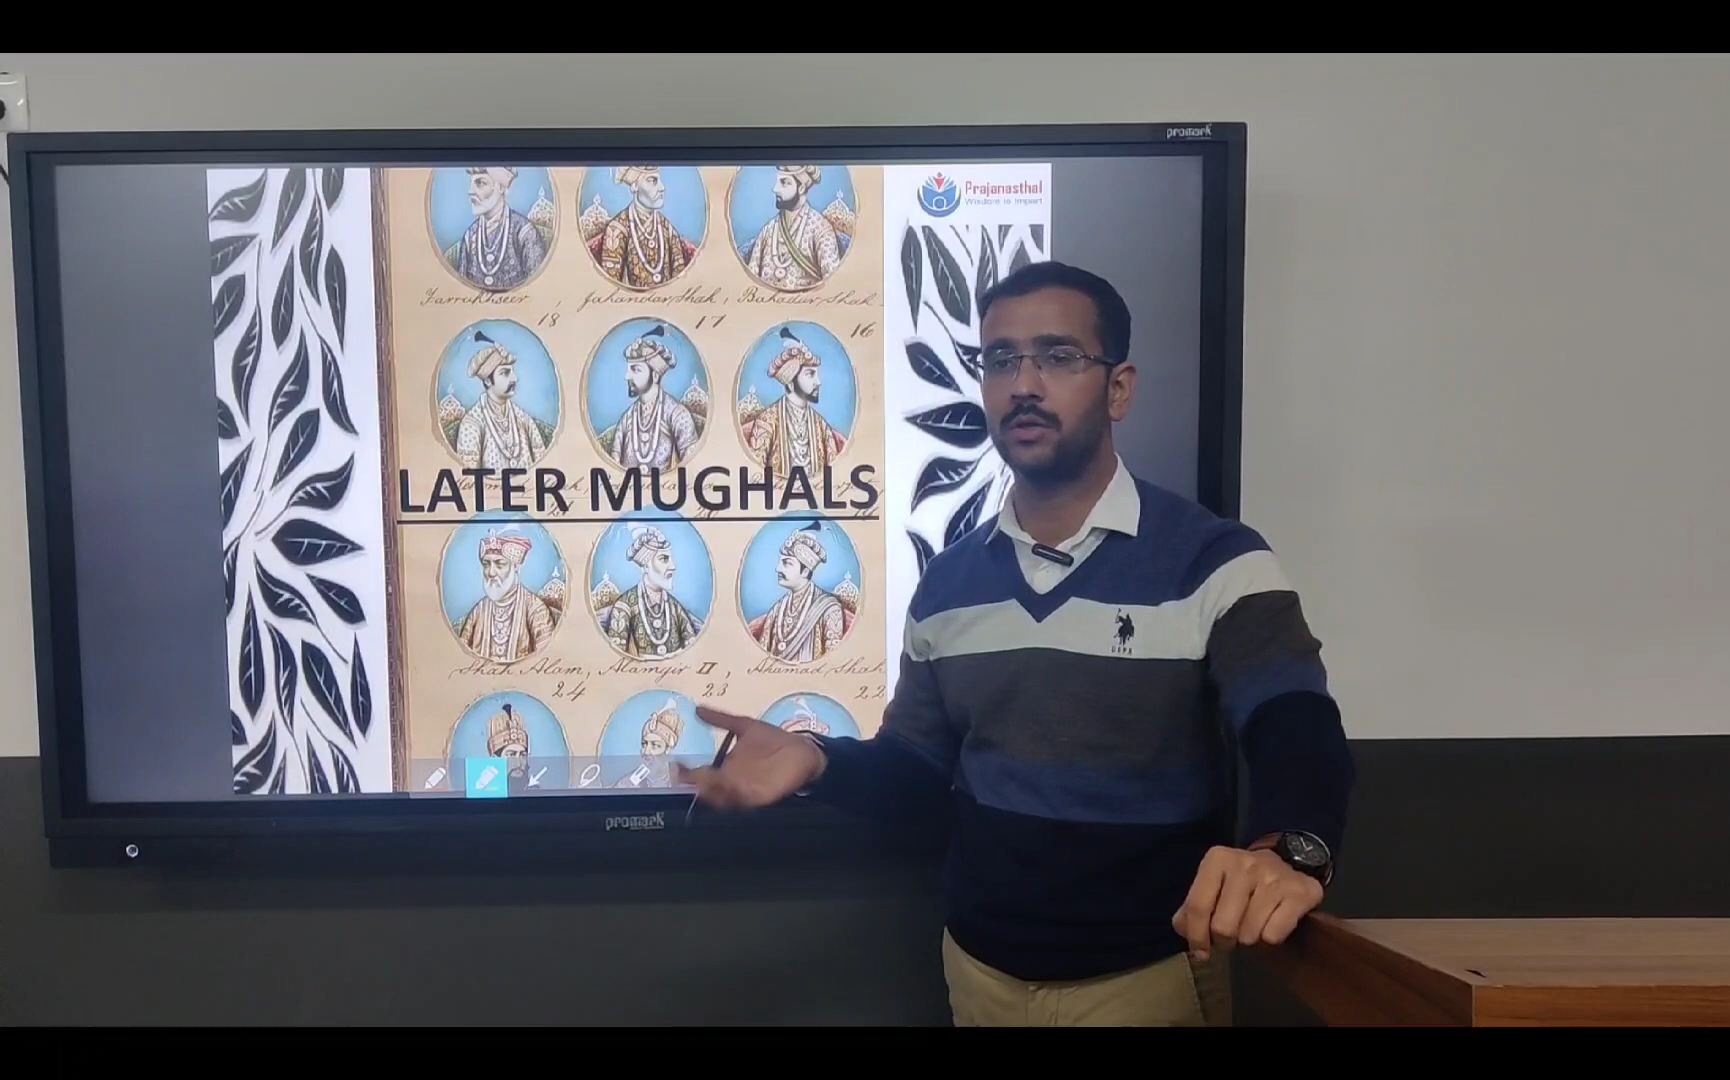 promark
Prajanasthal
Wisdom is Impart
Farrukhseer , Jahandar Shah , Bahadur Shah
18 17 16
LATER MUGHALS
Shah Alam, Alamgir II , Ahamad Shah
24 23 22
USPA
promark